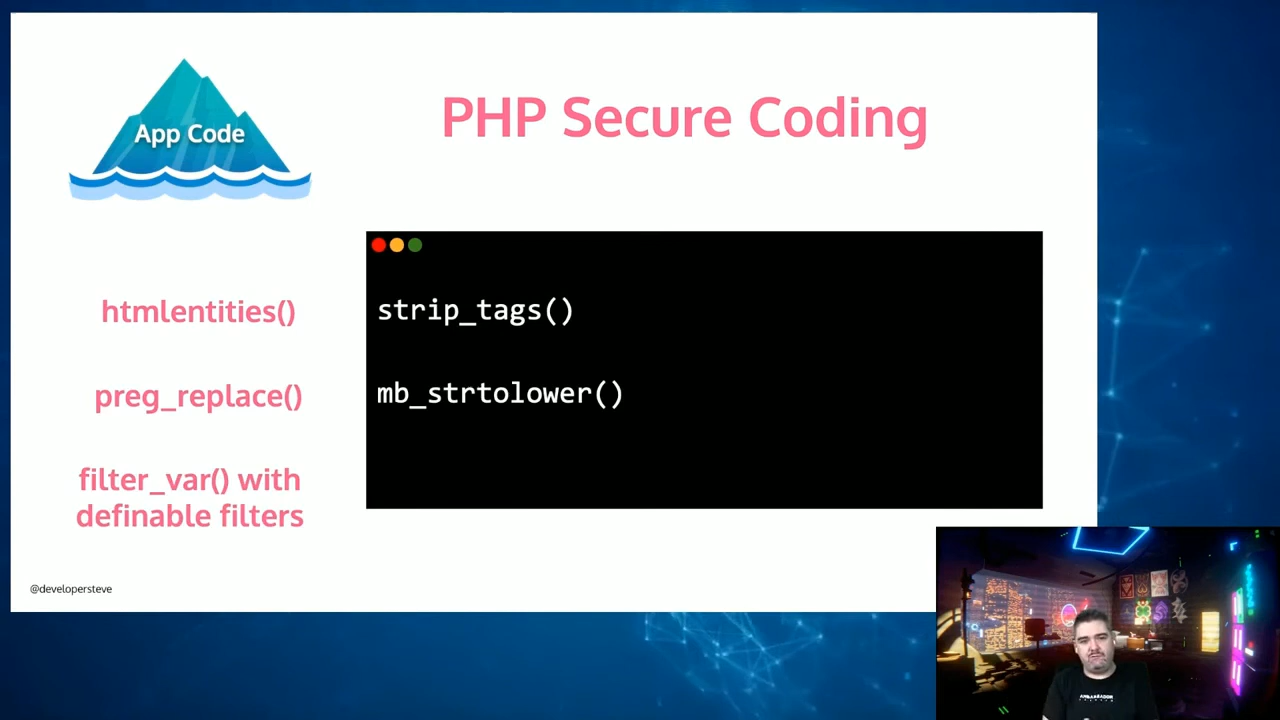 App Code
PHP Secure Coding
htmlentities()
preg_replace()
filter_var() with
definable filters
strip_tags()
mb_strtolower()
@developersteve